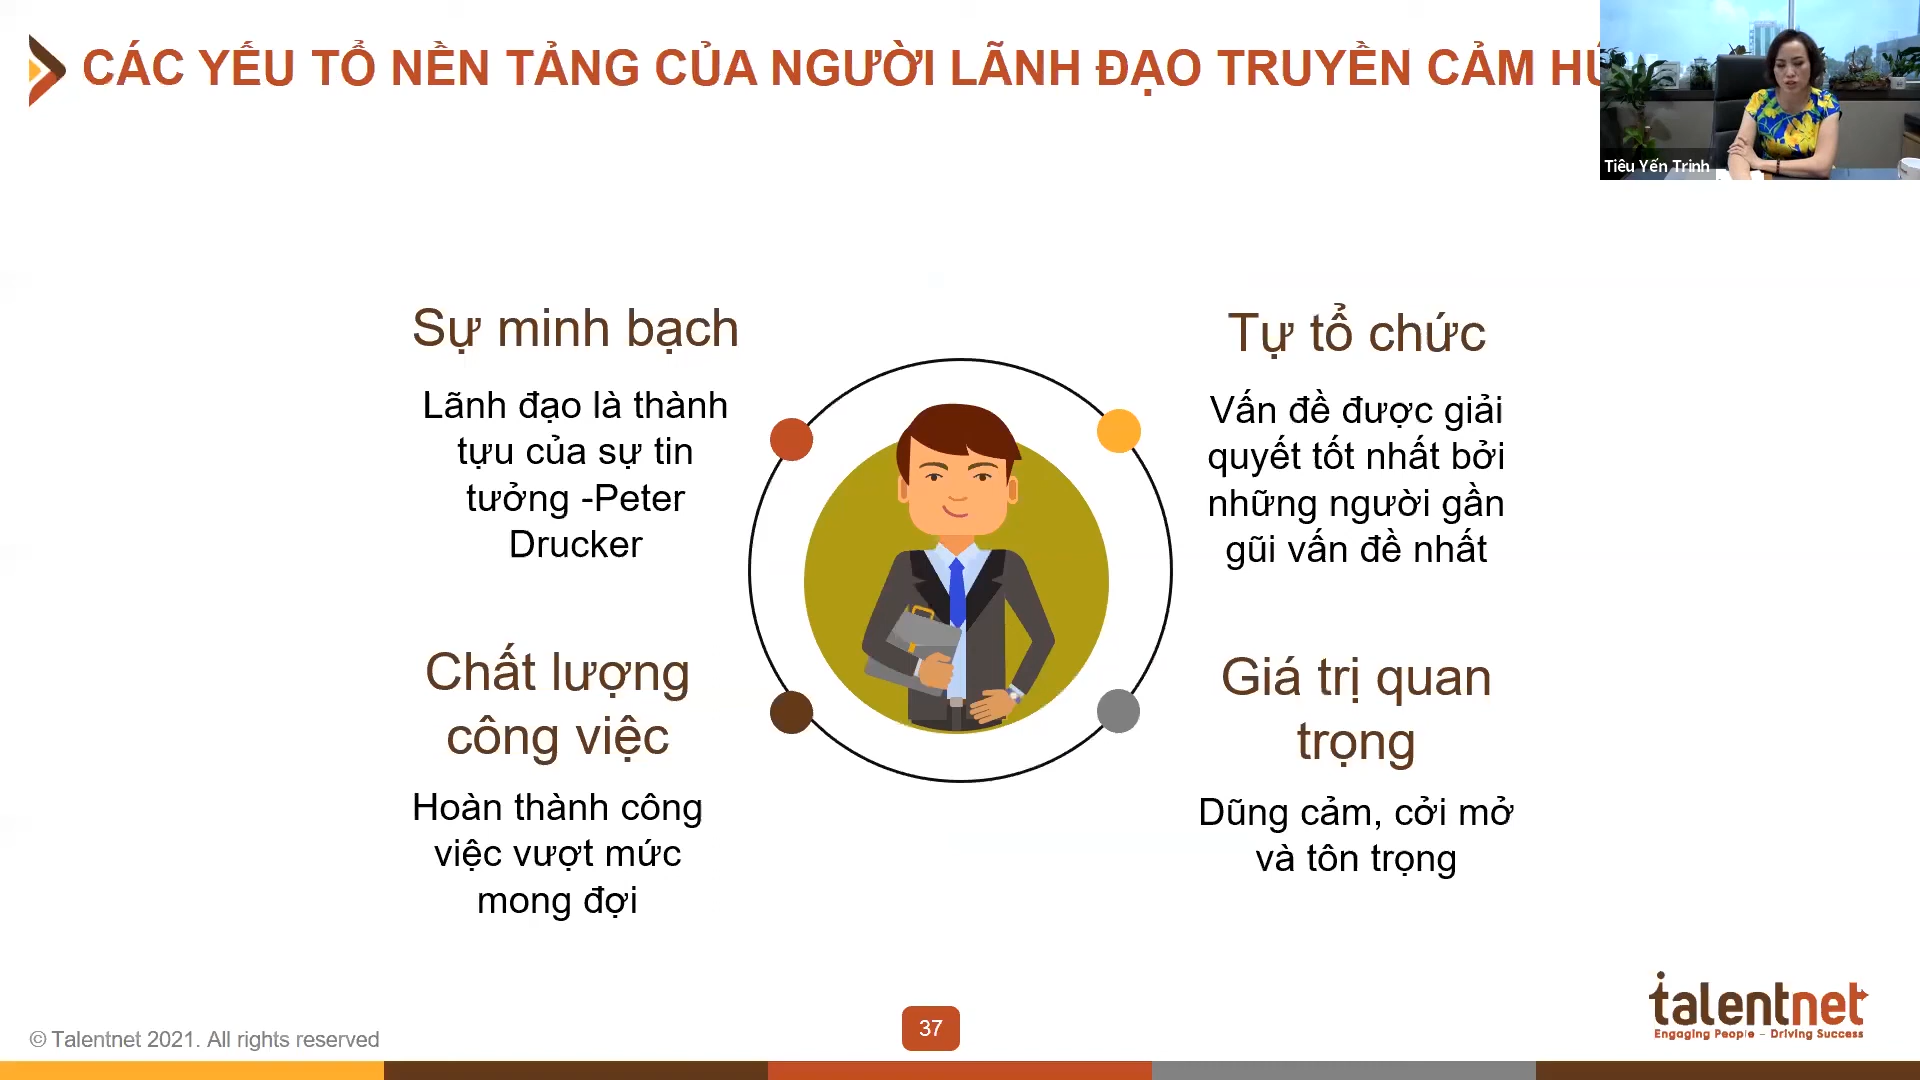 CÁC YẾU TỐ NỀN TẢNG CỦA NGƯỜI LÃNH ĐẠO TRUYỀN CẢM
Tiêu Yến Trinh
Sự minh bạch
Lãnh đạo là thành
tựu của sự tin
tưởng -Peter
Drucker
Tự tổ chức
Vấn đề được giải
quyết tốt nhất bởi
những người gần
gũi vấn đề nhất
Chất lượng
công việc
Hoàn thành công
việc vượt mức
mong đợi
Giá trị quan
trọng
Dũng cảm, cởi mở
và tôn trọng
talentnet
Engaging People - Driving Success
© Talentnet 2021. All rights reserved
37